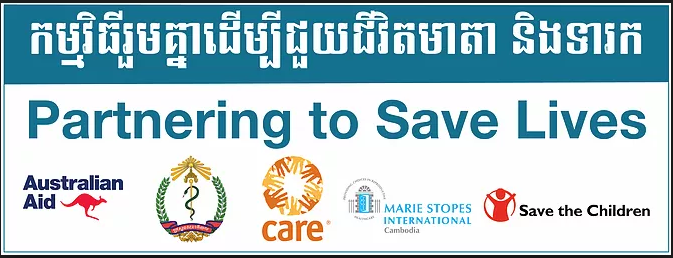 កម្មវិធីរួមគ្នាដើម្បីជួយជីវិតមាតា និងទារក
Partnering to Save Lives
Australian
Aid
care®
MARIE STOPES
INTERNATIONAL
Cambodia
Save the Children